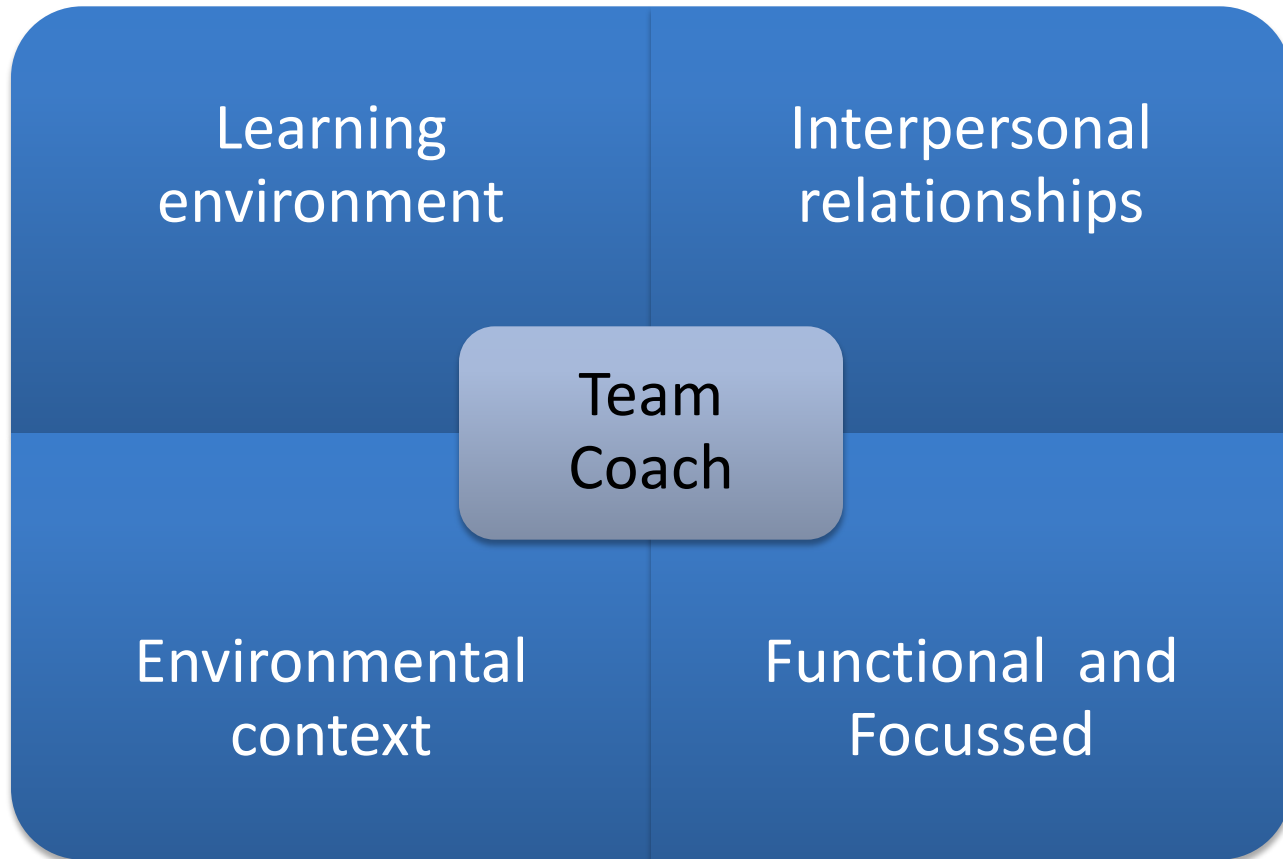 Learning
environment
Interpersonal
relationships
Team
Coach
Environmental
context
Functional  and
Focussed